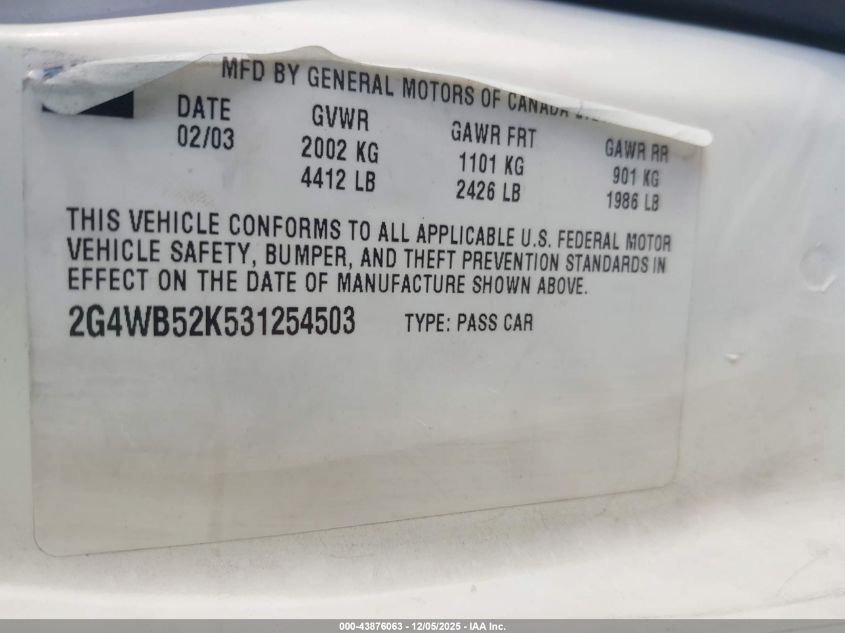 MFD BY GENERAL MOTORS OF CANADA
DATE GVWR GAWR FRT GAWR RR
02/03 2002 KG 1101 KG 901 KG
4412 LB 2426 LB 1986 LB
THIS VEHICLE CONFORMS TO ALL APPLICABLE U.S. FEDERAL MOTOR
VEHICLE SAFETY, BUMPER, AND THEFT PREVENTION STANDARDS IN
EFFECT ON THE DATE OF MANUFACTURE SHOWN ABOVE.
2G4WB52K531254503 TYPE: PASS CAR
000-43876063 - 12/05/2025 - IAA Inc.